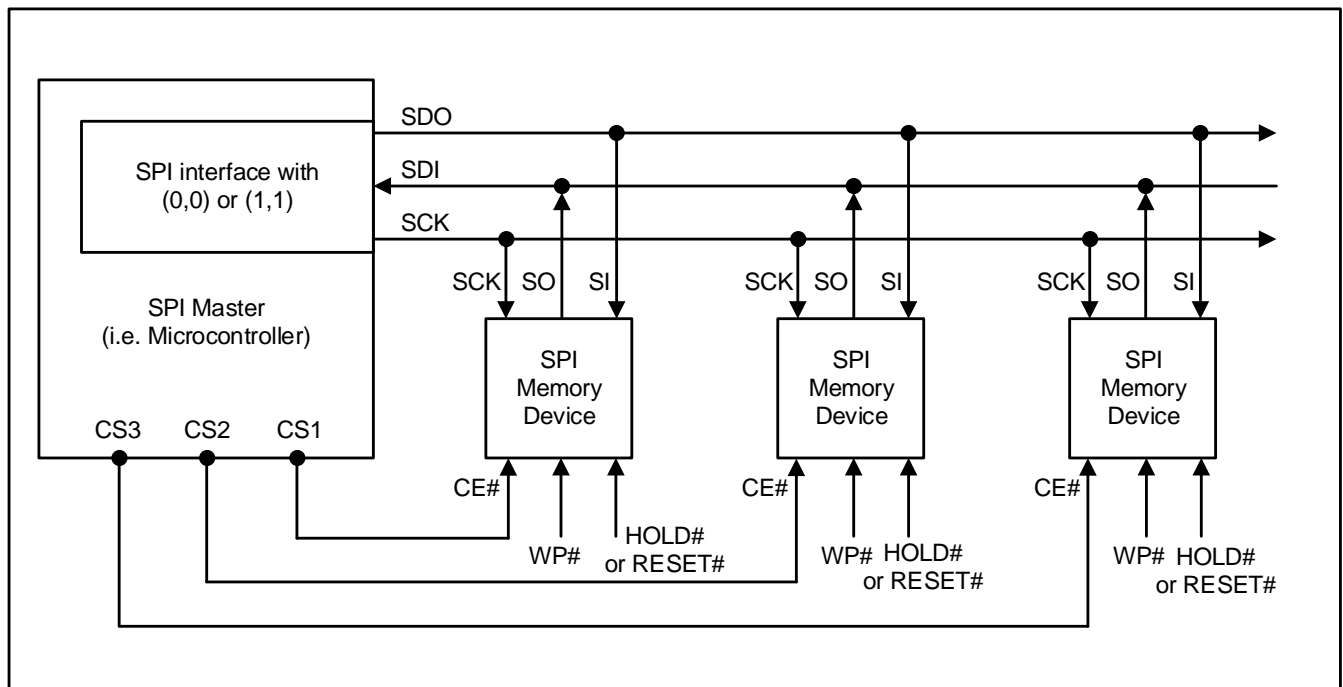 SDO
SPI interface with
(0,0) or (1,1)
SDI
SCK
SPI Master
(i.e. Microcontroller)
SCK SO SI
SCK SO SI
SCK SO SI
SPI
Memory
Device
SPI
Memory
Device
SPI
Memory
Device
CS3 CS2 CS1
CE#
WP#
HOLD#
or RESET#
CE#
WP#
HOLD#
or RESET#
CE#
WP#
HOLD#
or RESET#